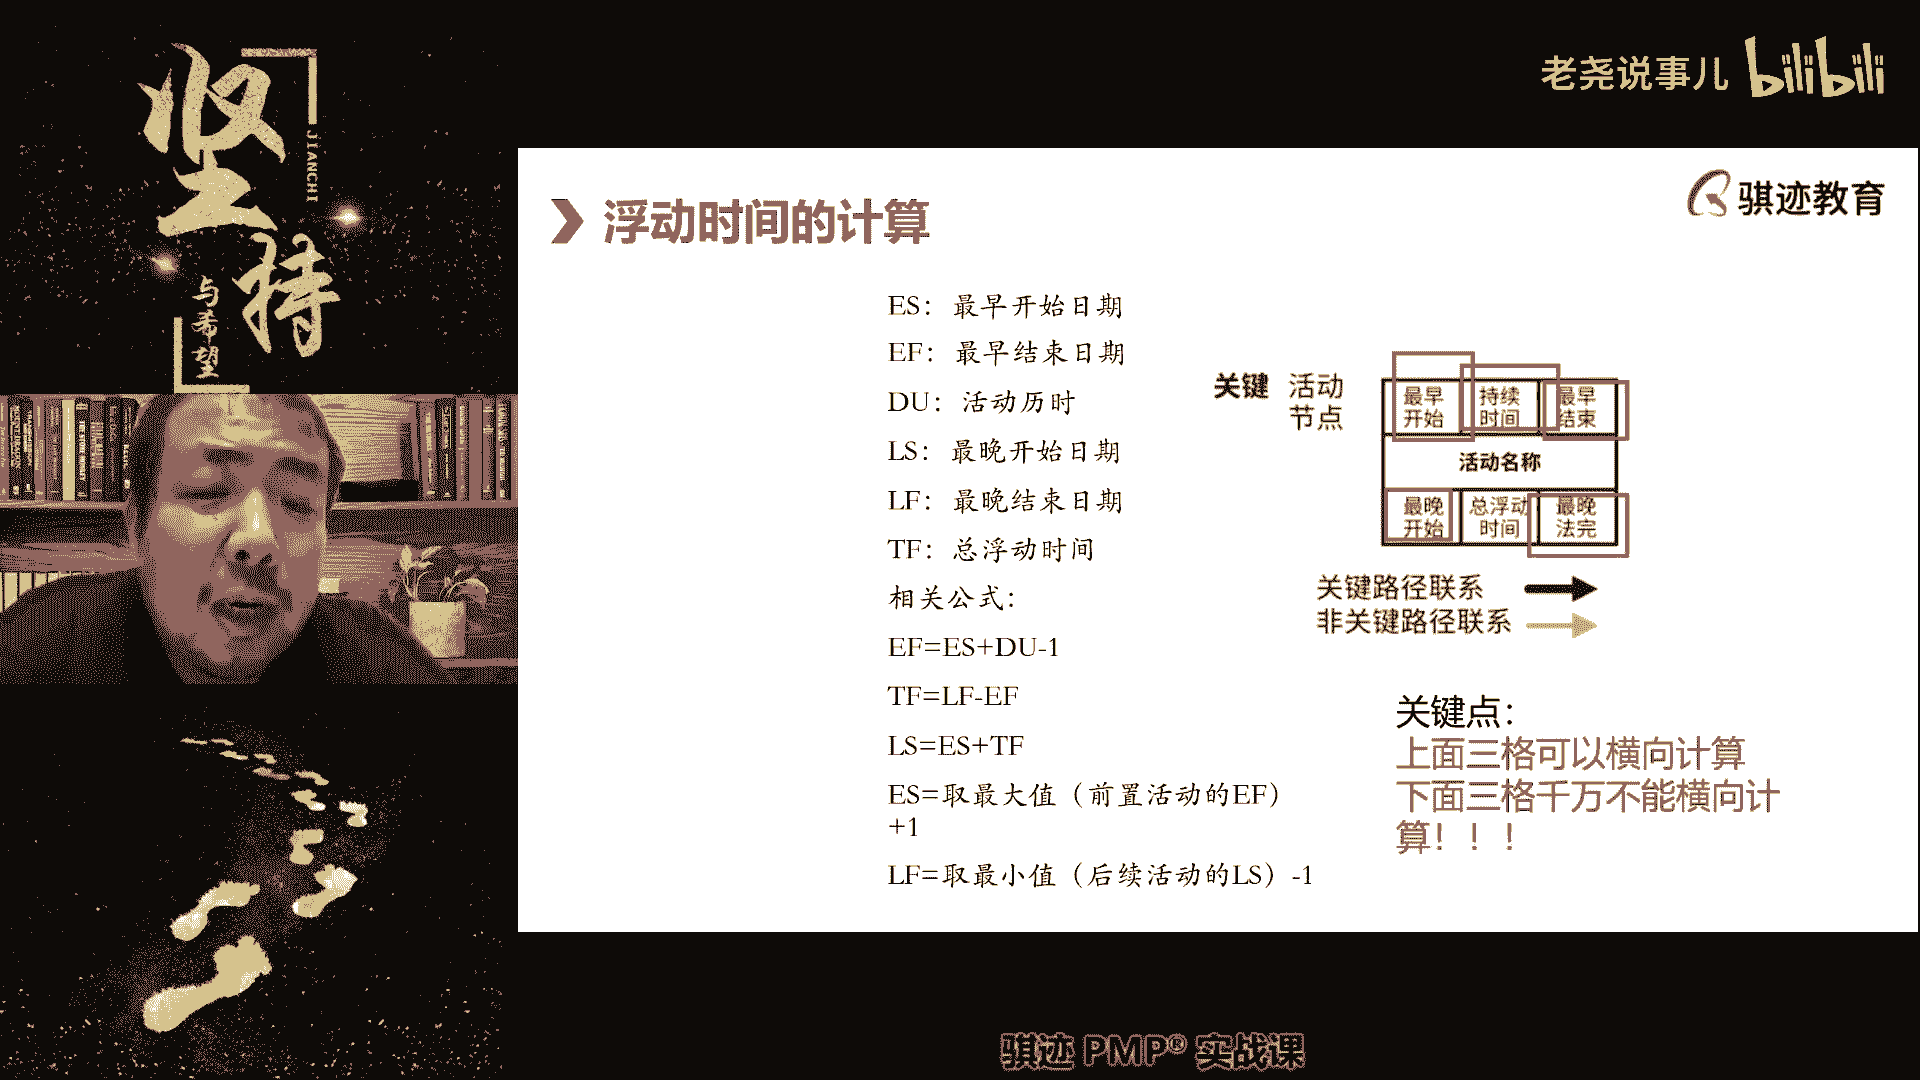 坚持
JIANCHI
与希望
老尧说事儿 bilibili
骐迹教育
浮动时间的计算
ES：最早开始日期
EF：最早结束日期
DU：活动历时
LS：最晚开始日期
LF：最晚结束日期
TF：总浮动时间
相关公式：
EF=ES+DU-1
TF=LF-EF
LS=ES+TF
ES=取最大值（前置活动的EF）
+1
LF=取最小值（后续活动的LS）-1
关键 活动
节点
最早 持续 最早
开始 时间 结束
活动名称
最晚 总浮动 最晚
开始 时间 法完
关键路径联系
非关键路径联系
关键点：
上面三格可以横向计算
下面三格千万不能横向计
算！！！
骐迹 PMP® 实战课